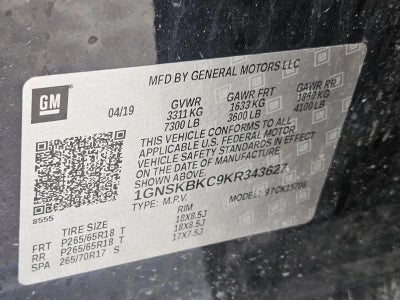 MFD BY GENERAL MOTORS LLC
GM
04/19
GVWR GAWR FRT GAWR RR
3311 KG 1633 KG 1860 KG
7300 LB 3600 LB 4100 LB
THIS VEHICLE CONFORMS TO ALL
APPLICABLE U.S. FEDERAL MOTOR
VEHICLE SAFETY STANDARDS IN EFFECT
ON THE DATE OF MANUFACTURE
SHOWN ABOVE.
1GNSKBKC9KR343627
8555
TYPE: M.P.V.
TIRE SIZE RIM
FRT P265/65R18 T 18X8.5J
RR P265/65R18 T 18X8.5J
SPA 265/70R17 S 17X7.5J